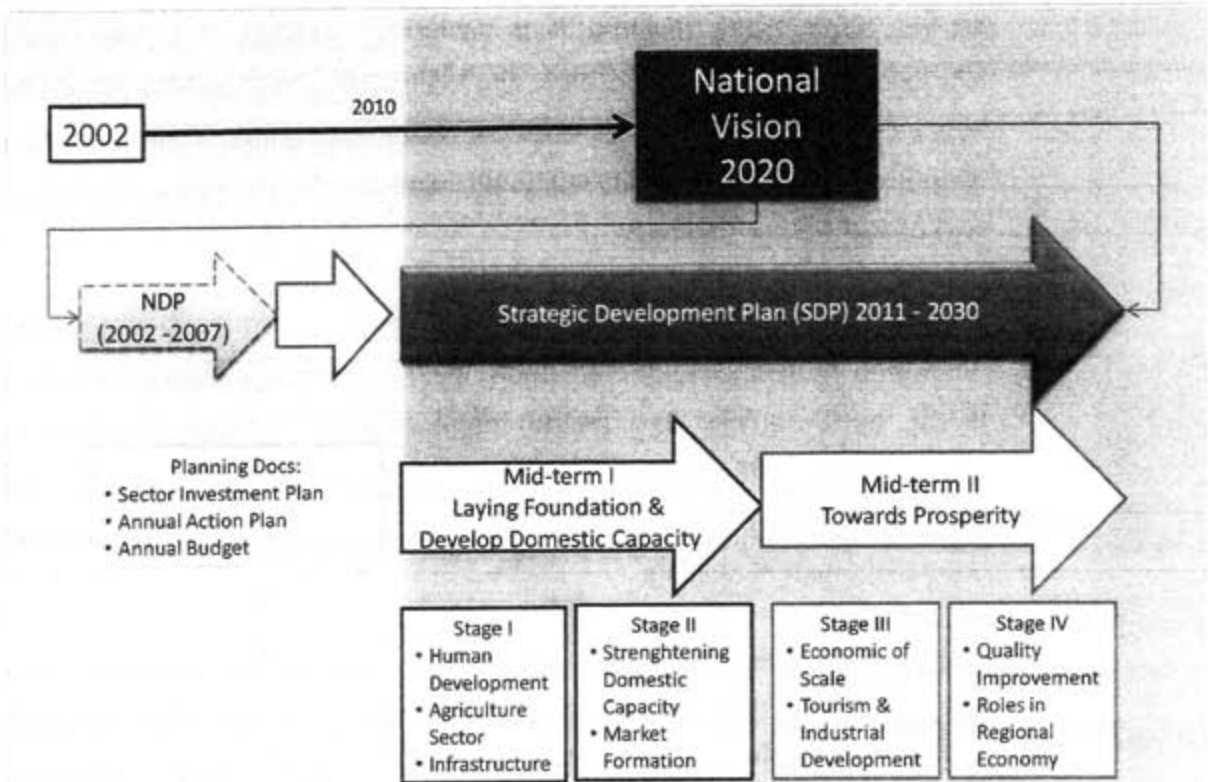 2002
2010
National
Vision
2020
NDP
(2002 -2007)
Strategic Development Plan (SDP) 2011 - 2030
Planning Docs:
• Sector Investment Plan
• Annual Action Plan
• Annual Budget
Mid-term I
Laying Foundation &
Develop Domestic Capacity
Mid-term II
Towards Prosperity
Stage I
• Human
Development
• Agriculture
Sector
• Infrastructure
Stage II
• Strenghtening
Domestic
Capacity
• Market
Formation
Stage III
• Economic of
Scale
• Tourism &
Industrial
Development
Stage IV
• Quality
Improvement
• Roles in
Regional
Economy